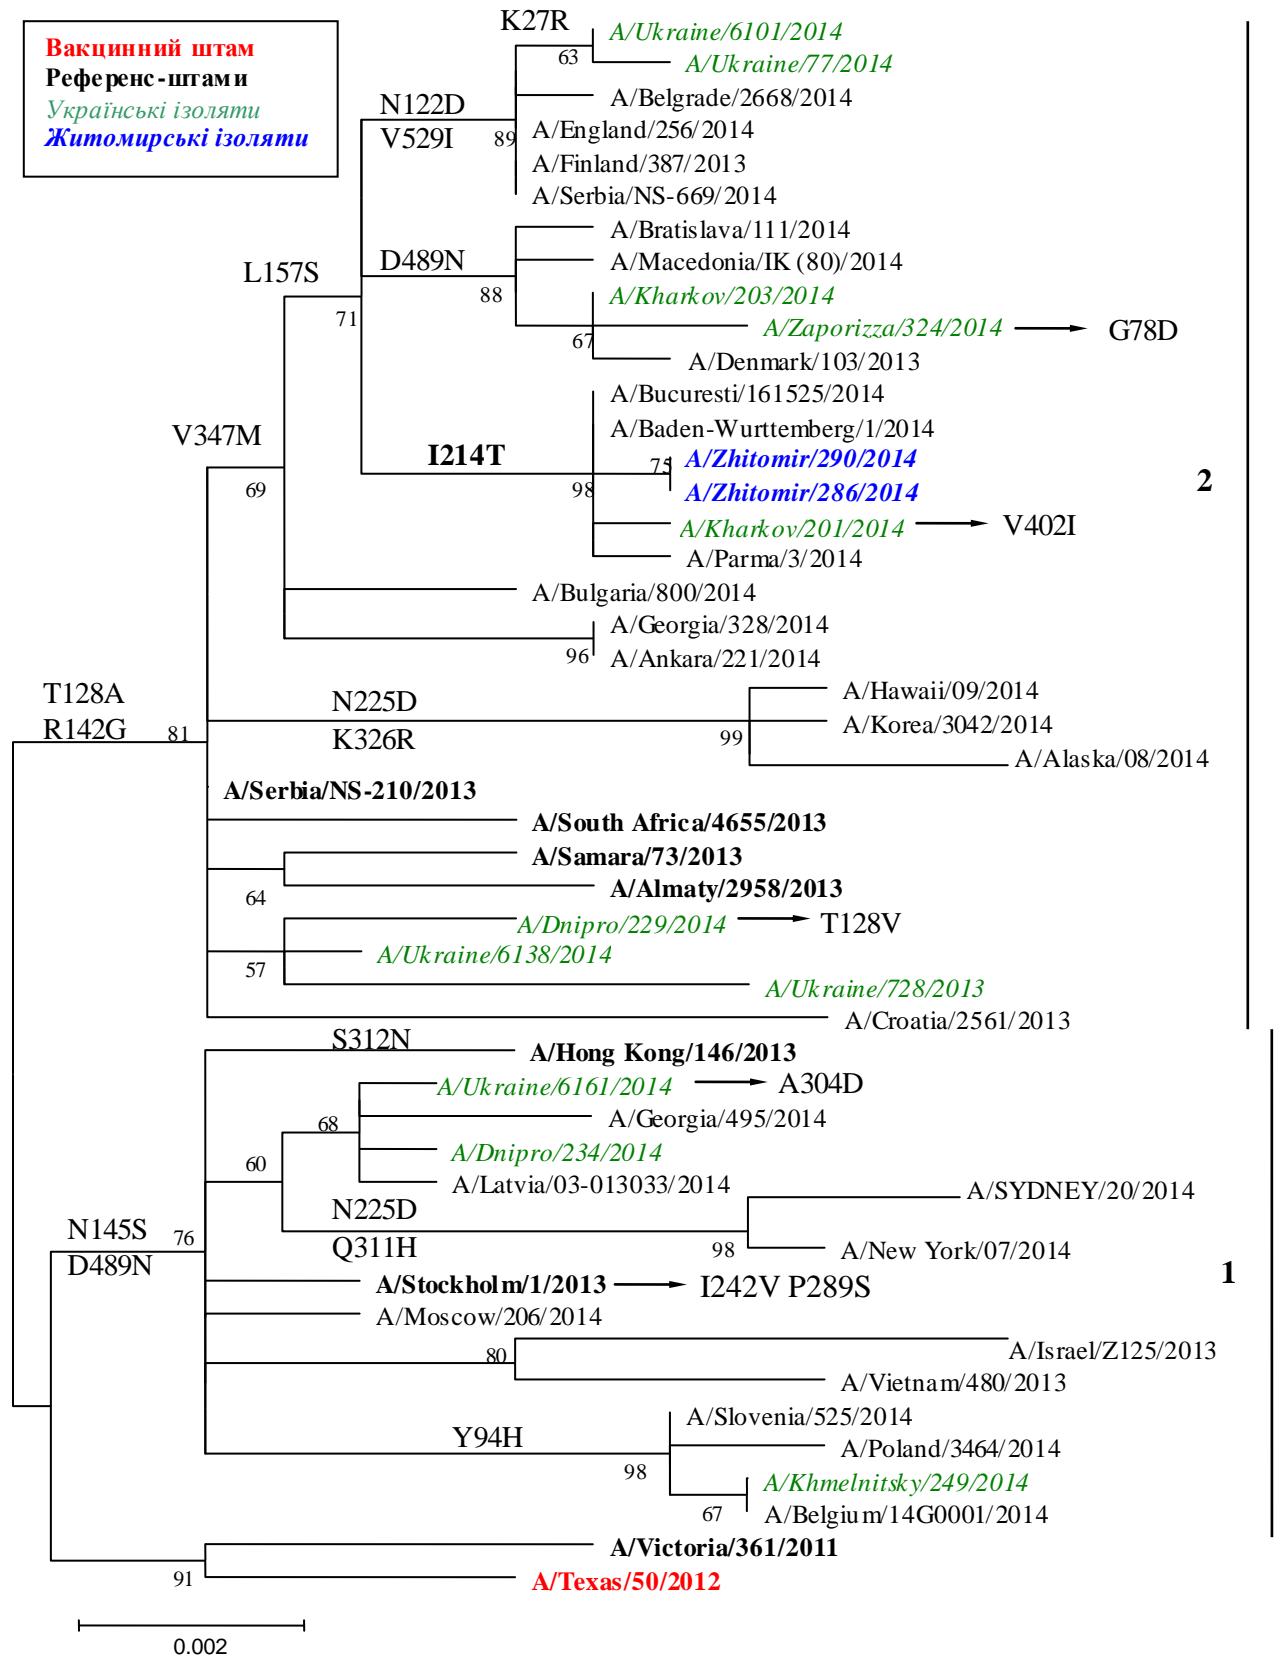 Вакцинний штам
Референс-штами
Українські ізоляти
Житомирські ізоляти
K27R
A/Ukraine/6101/2014
63
A/Ukraine/77/2014
N122D
A/Belgrade/2668/2014
V529I
89
A/England/256/2014
A/Finland/387/2013
A/Serbia/NS-669/2014
A/Bratislava/111/2014
L157S
D489N
A/Macedonia/IK (80)/2014
88
A/Kharkov/203/2014
71
A/Zaporizza/324/2014
G78D
67
A/Denmark/103/2013
A/Bucuresti/161525/2014
V347M
A/Baden-Wurttemberg/1/2014
I214T
75
A/Zhitomir/290/2014
69
98
A/Zhitomir/286/2014
2
A/Kharkov/201/2014
V402I
A/Parma/3/2014
A/Bulgaria/800/2014
A/Georgia/328/2014
96
A/Ankara/221/2014
T128A
N225D
A/Hawaii/09/2014
R142G
81
K326R
99
A/Korea/3042/2014
A/Alaska/08/2014
A/Serbia/NS-210/2013
A/South Africa/4655/2013
A/Samara/73/2013
64
A/Almaty/2958/2013
A/Dnipro/229/2014
T128V
A/Ukraine/6138/2014
57
A/Ukraine/728/2013
A/Croatia/2561/2013
S312N
A/Hong Kong/146/2013
A/Ukraine/6161/2014
A304D
68
A/Georgia/495/2014
A/Dnipro/234/2014
60
A/Latvia/03-013033/2014
A/SYDNEY/20/2014
N225D
N145S
76
Q311H
98
A/New York/07/2014
D489N
1
A/Stockholm/1/2013
I242V P289S
A/Moscow/206/2014
80
A/Israel/Z125/2013
A/Vietnam/480/2013
A/Slovenia/525/2014
Y94H
A/Poland/3464/2014
98
A/Khmelnitsky/249/2014
67
A/Belgium/14G0001/2014
A/Victoria/361/2011
91
A/Texas/50/2012
0.002